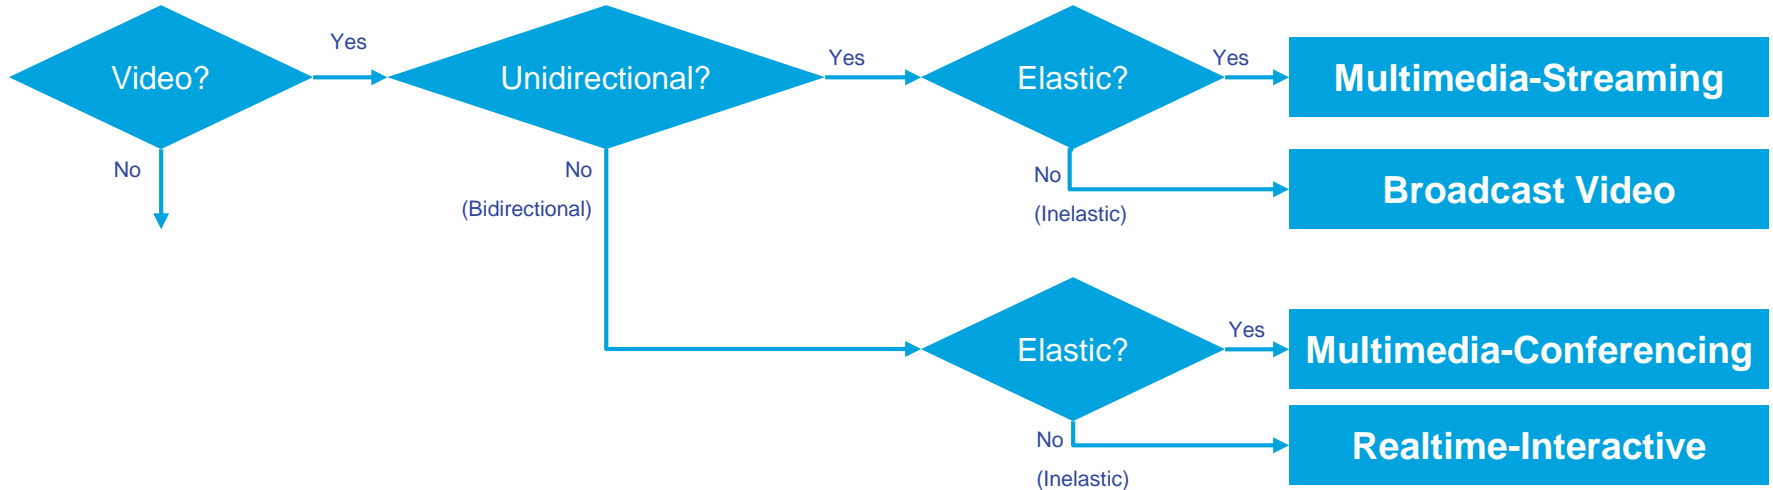 Video?
Yes
Unidirectional?
Yes
Elastic?
Yes
Multimedia-Streaming
No
No
(Bidirectional)
No
(Inelastic)
Broadcast Video
Elastic?
Yes
Multimedia-Conferencing
No
(Inelastic)
Realtime-Interactive